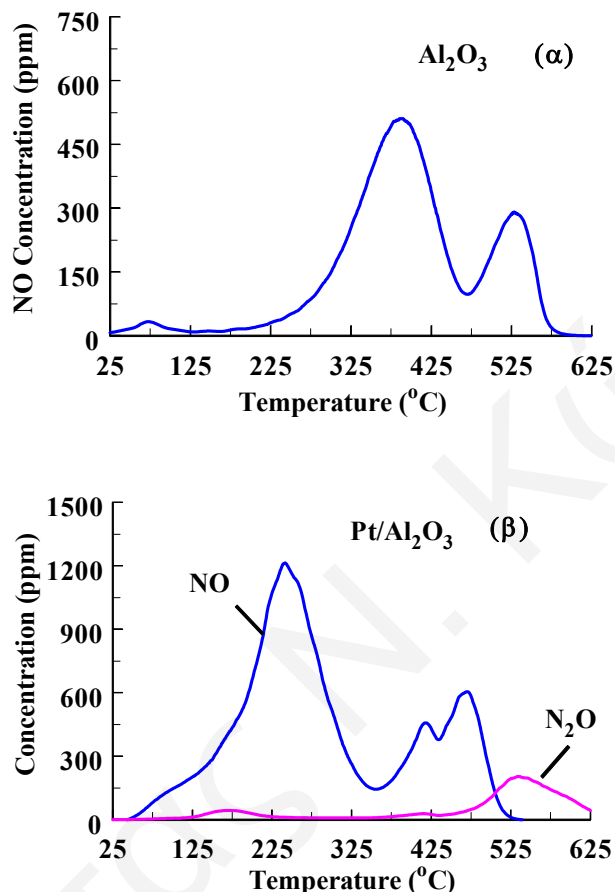 Al₂O₃ (α)
NO Concentration (ppm)
750
600
450
300
150
0
25 125 225 325 425 525 625
Temperature (°C)
Pt/Al₂O₃ (β)
Concentration (ppm)
1500
1200
900
600
300
0
NO
N₂O
25 125 225 325 425 525 625
Temperature (°C)